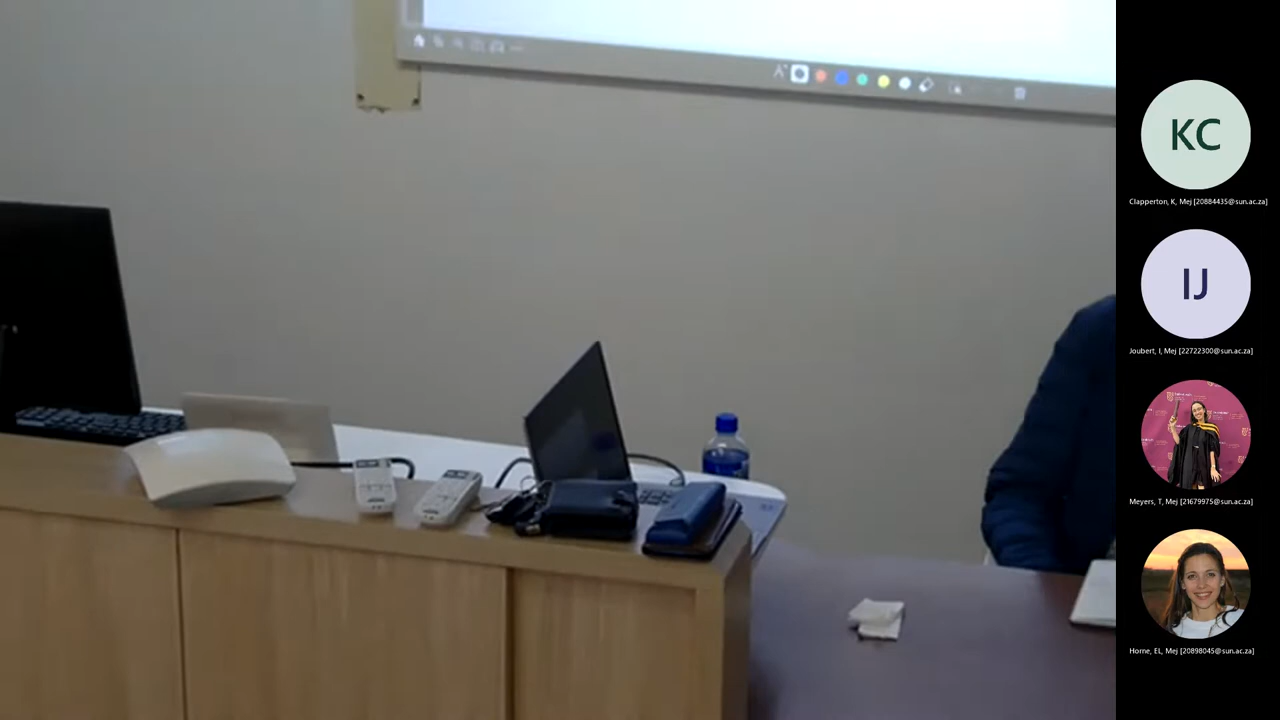 KC
Clapperton, K, Mej [20884435@sun.ac.za]
IJ
Joubert, I, Mej [22722300@sun.ac.za]
Meyers, T, Mej [21679975@sun.ac.za]
Horne, EL, Mej [20898045@sun.ac.za]